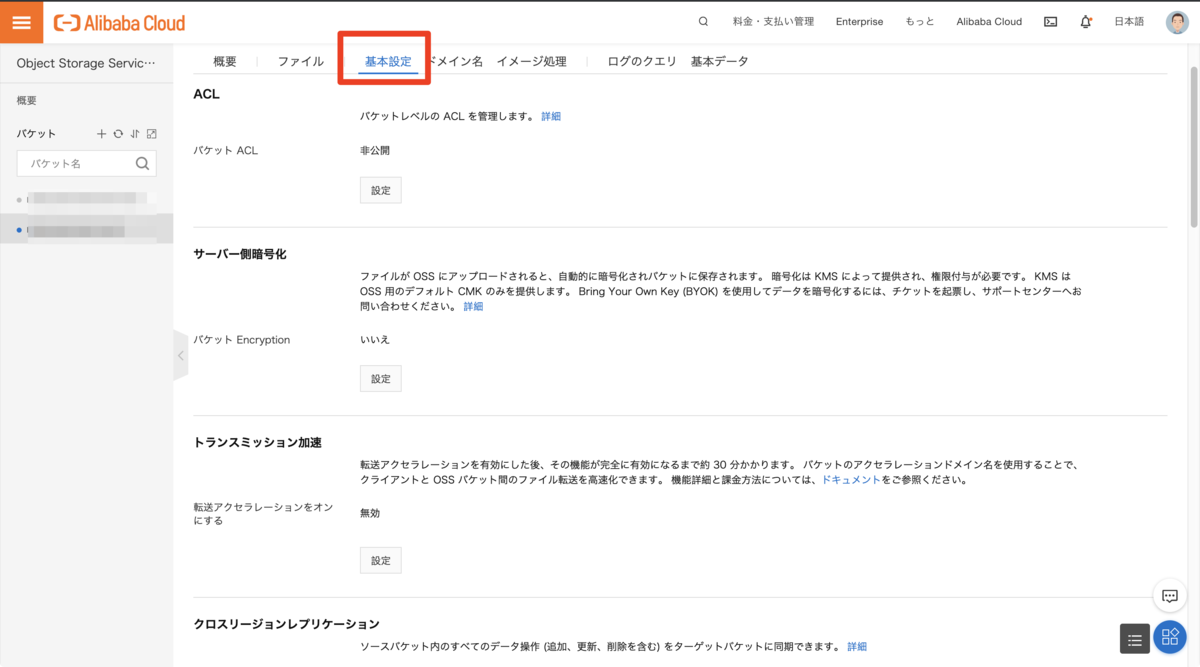 Alibaba Cloud
料金・支払い管理 Enterprise もっと Alibaba Cloud 日本語
Object Storage Servic…
概要
バケット
バケット名
概要 ファイル 基本設定 ドメイン名 イメージ処理 ログのクエリ 基本データ
ACL
バケットレベルの ACL を管理します。 詳細
バケット ACL 非公開
設定
サーバー側暗号化
ファイルが OSS にアップロードされると、自動的に暗号化されバケットに保存されます。 暗号化は KMS によって提供され、権限付与が必要です。 KMS は
OSS 用のデフォルト CMK のみを提供します。 Bring Your Own Key (BYOK) を使用してデータを暗号化するには、チケットを起票し、サポートセンターへお
問い合わせください。 詳細
バケット Encryption いいえ
設定
トランスミッション加速
転送アクセラレーションを有効にした後、その機能が完全に有効になるまで約 30 分かかります。 バケットのアクセラレーションドメイン名を使用することで、
クライアントと OSS バケット間のファイル転送を高速化できます。 機能詳細と課金方法については、ドキュメントをご参照ください。
転送アクセラレーションをオン 無効
にする
設定
クロスリージョンレプリケーション
ソースバケット内のすべてのデータ操作 (追加、更新、削除を含む) をターゲットバケットに同期できます。 詳細